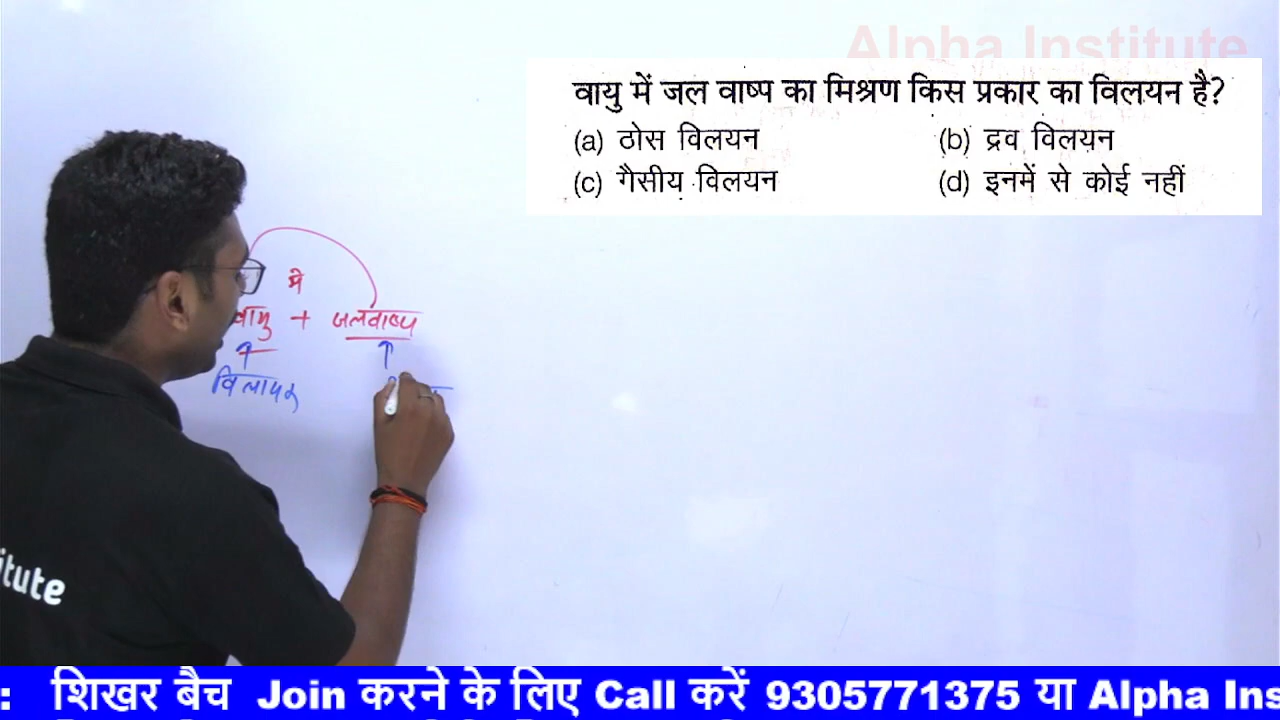 Alpha Institute
वायु में जल वाष्प का मिश्रण किस प्रकार का विलयन है?
(a) ठोस विलयन (b) द्रव विलयन
(c) गैसीय विलयन (d) इनमें से कोई नहीं
में
वायु + जलवाष्प
विलायक
itute
: शिखर बैच Join करने के लिए Call करें 9305771375 या Alpha Ins